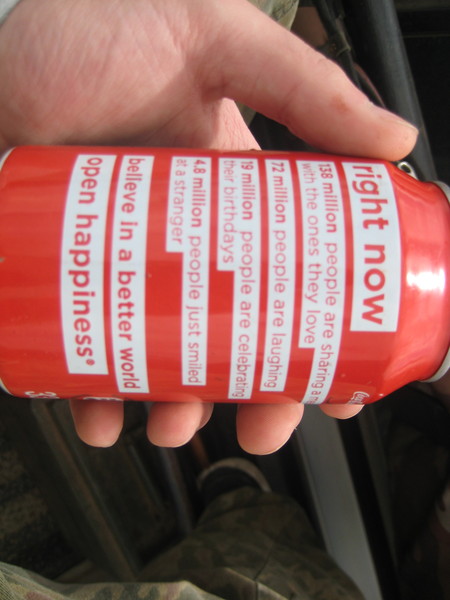 right now
138 million people are sharing a
with the ones they love
72 million people are laughing
19 million people are celebrating
their birthdays
4.8 million people just smiled
at a stranger
believe in a better world
open happiness®